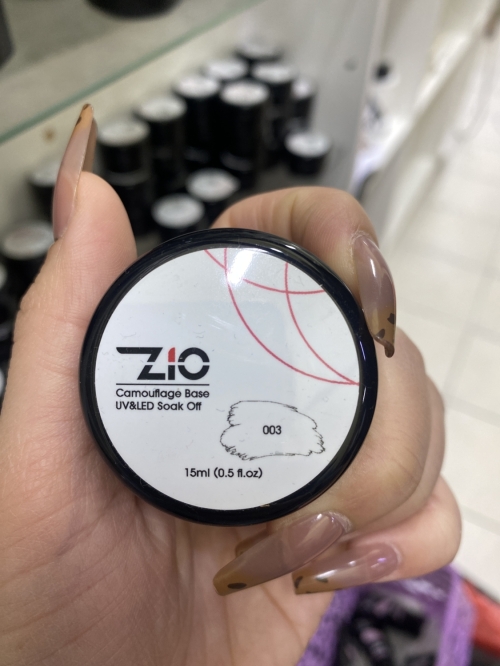 ZIO
Camouflage Base
UV&LED Soak Off
003
15ml (0.5 fl.oz)